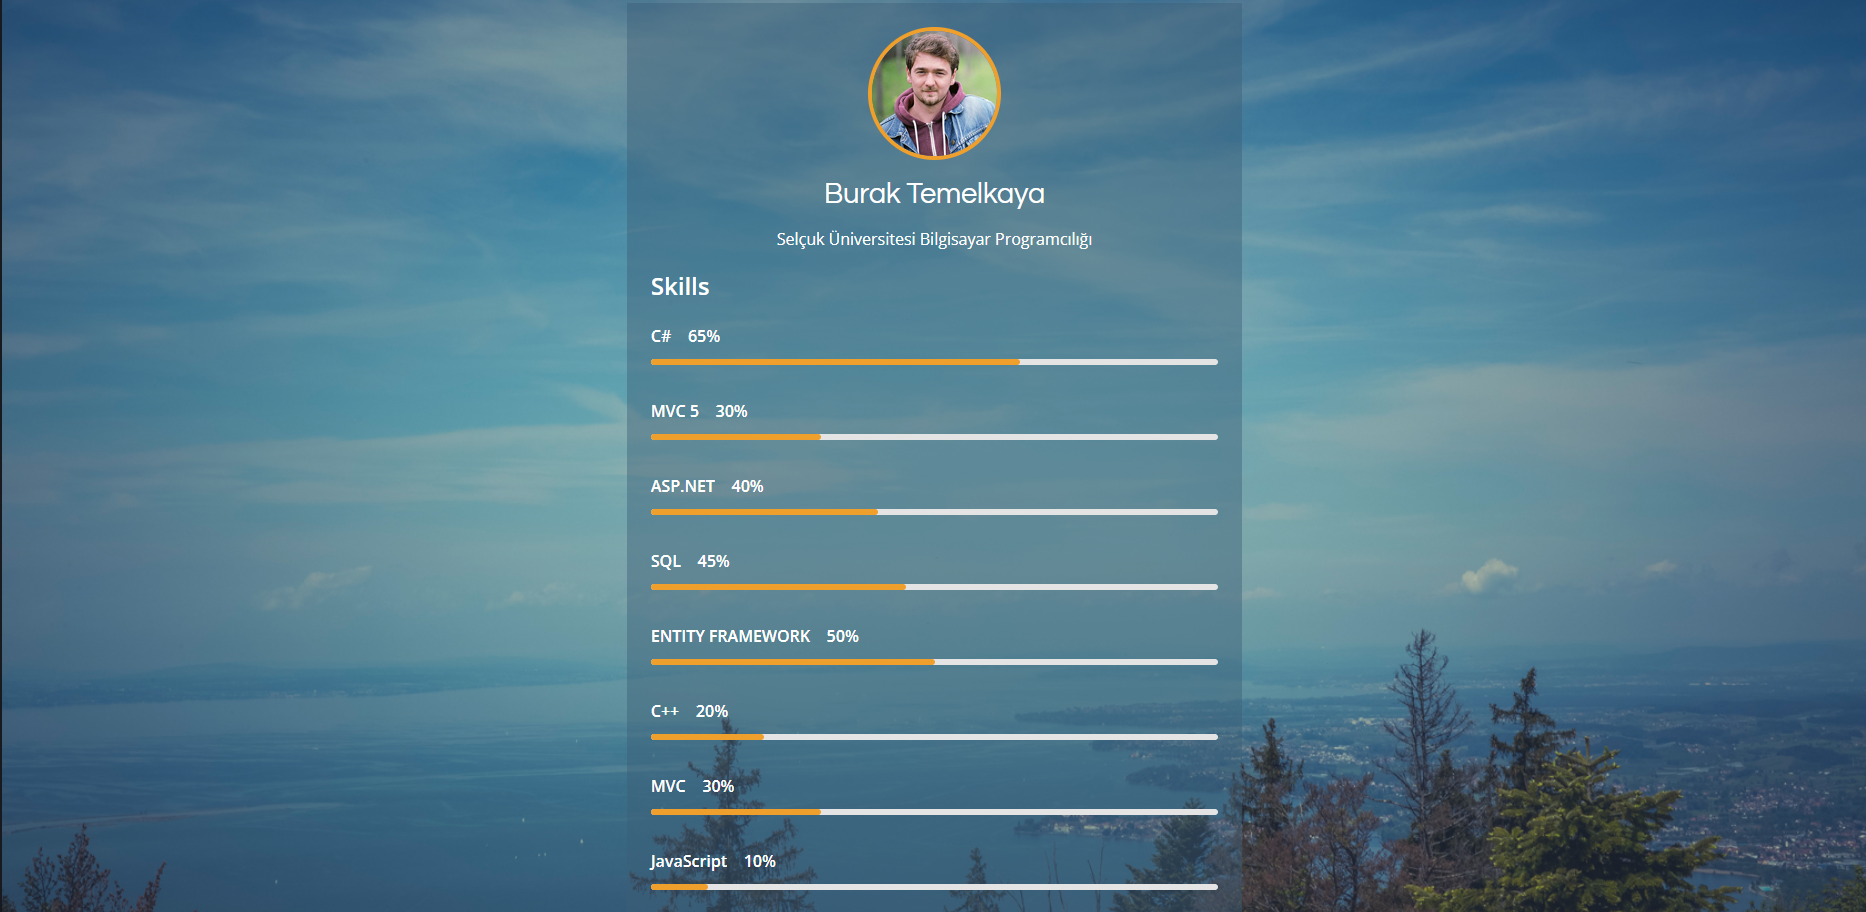 Burak Temelkaya
Selçuk Üniversitesi Bilgisayar Programcılığı
Skills
C# 65%
MVC 5 30%
ASP.NET 40%
SQL 45%
ENTITY FRAMEWORK 50%
C++ 20%
MVC 30%
JavaScript 10%